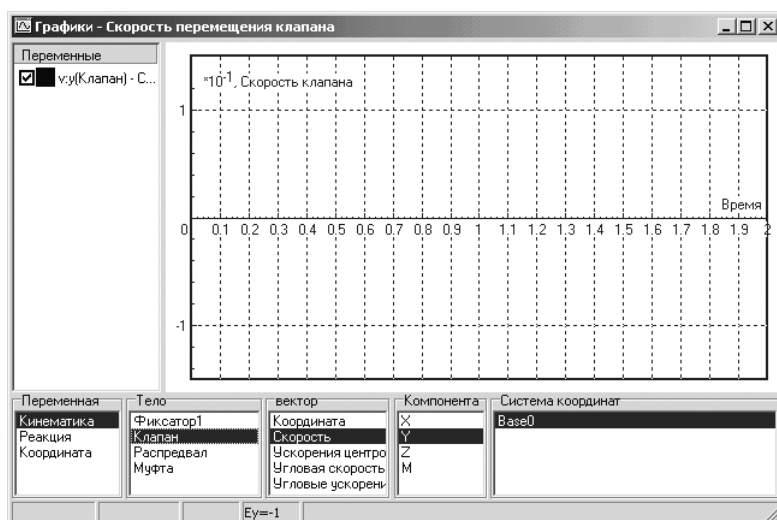 Графики - Скорость перемещения клапана
Переменные
v:y(Клапан) - С...
*10-1, Скорость клапана
1
Время
0 0.1 0.2 0.3 0.4 0.5 0.6 0.7 0.8 0.9 1 1.1 1.2 1.3 1.4 1.5 1.6 1.7 1.8 1.9 2
-1
Переменная Тело вектор Компонента Система координат
Кинематика Фиксатор1 Координата X Base0
Реакция Клапан Скорость Y
Координата Распредвал Ускорения центро Z
Муфта Угловая скорость M
Угловые ускорени
Ey=-1